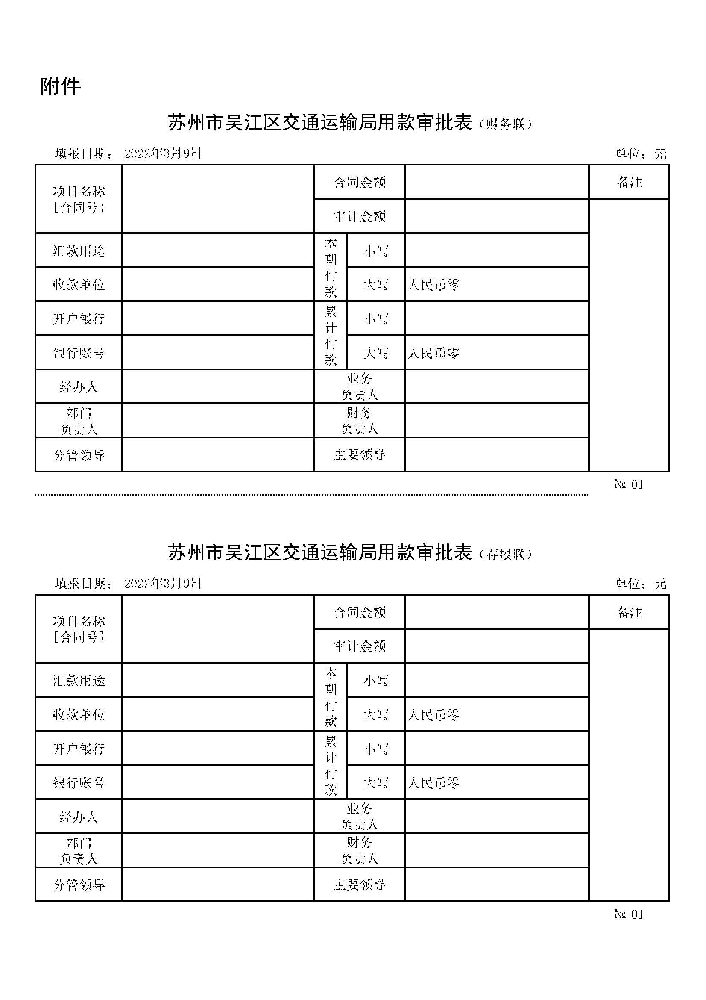 附件
苏州市吴江区交通运输局用款审批表（财务联）
填报日期： 2022年3月9日 单位：元
项目名称
[合同号]
合同金额
备注
审计金额
汇款用途
本期付款
小写
收款单位
大写
人民币零
开户银行
累计付款
小写
银行账号
大写
人民币零
经办人
业务
负责人
部门
负责人
财务
负责人
分管领导
主要领导
№ 01
苏州市吴江区交通运输局用款审批表（存根联）
填报日期： 2022年3月9日 单位：元
项目名称
[合同号]
合同金额
备注
审计金额
汇款用途
本期付款
小写
收款单位
大写
人民币零
开户银行
累计付款
小写
银行账号
大写
人民币零
经办人
业务
负责人
部门
负责人
财务
负责人
分管领导
主要领导
№ 01